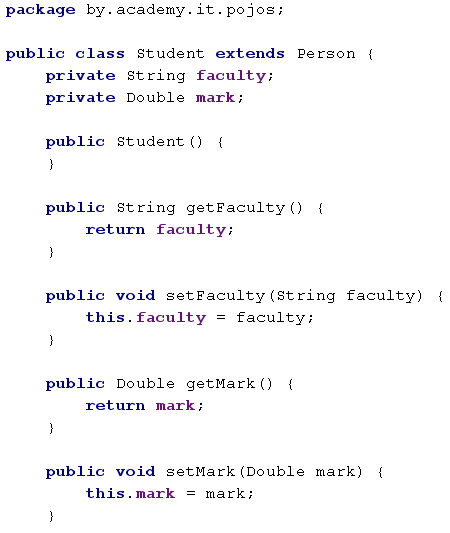 package by.academy.it.pojos;
public class Student extends Person {
    private String faculty;
    private Double mark;
    public Student() {
    }
    public String getFaculty() {
        return faculty;
    }
    public void setFaculty(String faculty) {
        this.faculty = faculty;
    }
    public Double getMark() {
        return mark;
    }
    public void setMark(Double mark) {
        this.mark = mark;
    }